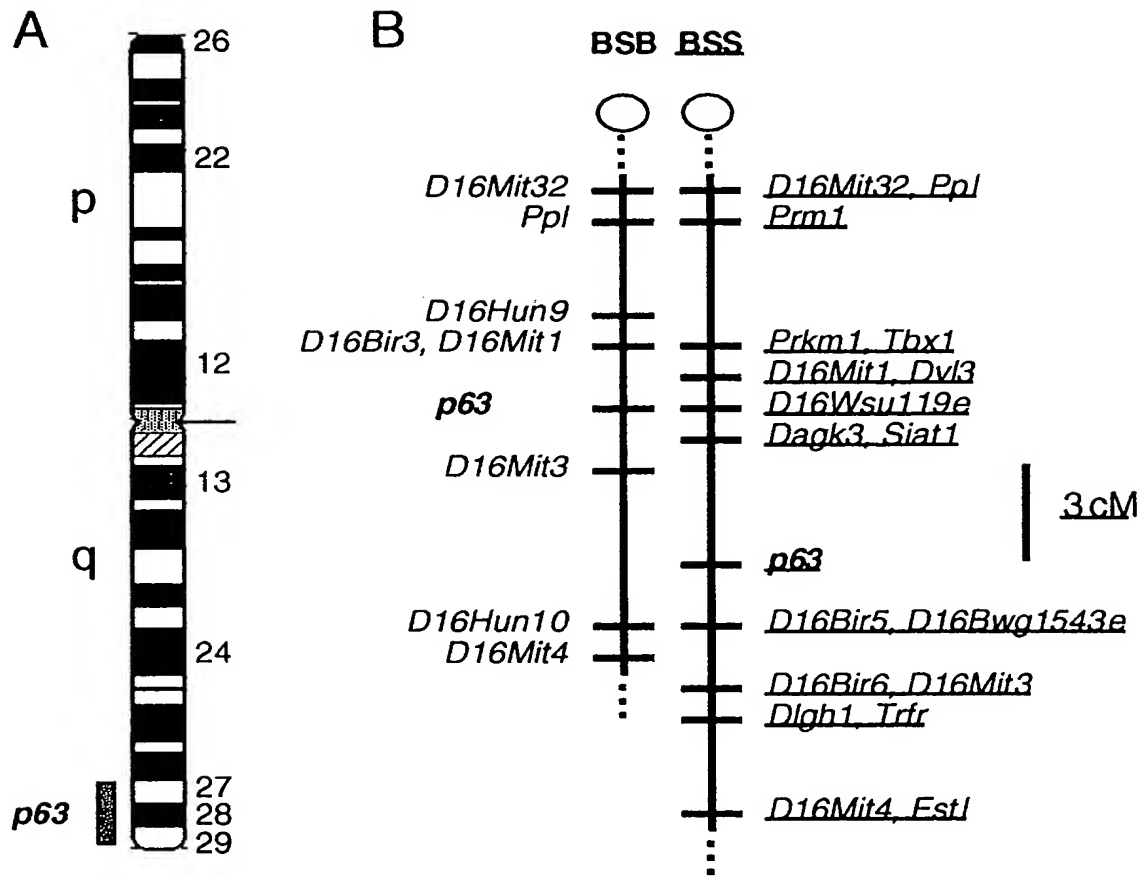 A
26
22
p
12
13
q
24
27
28
29
p63
B
BSB BSS
D16Mit32
Ppl
D16Hun9
D16Bir3, D16Mit1
p63
D16Mit3
D16Hun10
D16Mit4
D16Mit32, Ppl
Prm1
Prkm1, Tbx1
D16Mit1, Dvl3
D16Wsu119e
Dagk3, Siat1
p63
D16Bir5, D16Bwg1543e
D16Bir6, D16Mit3
Dlgh1, Trfr
D16Mit4, Estl
3 cM